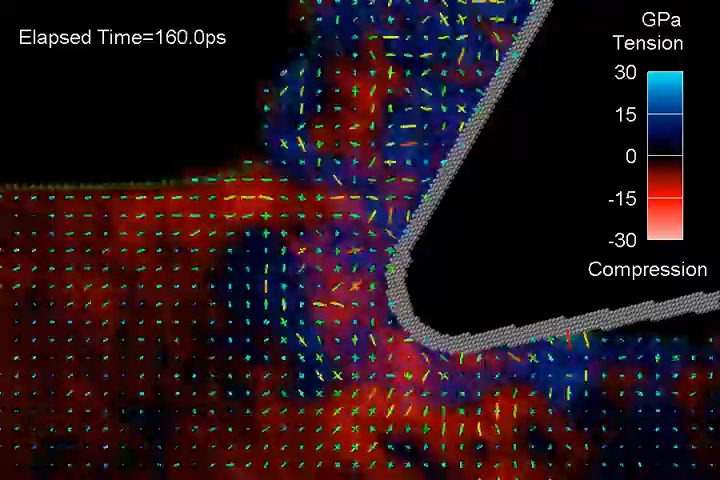 Elapsed Time=160.0ps
GPa
Tension
30
15
0
-15
-30
Compression